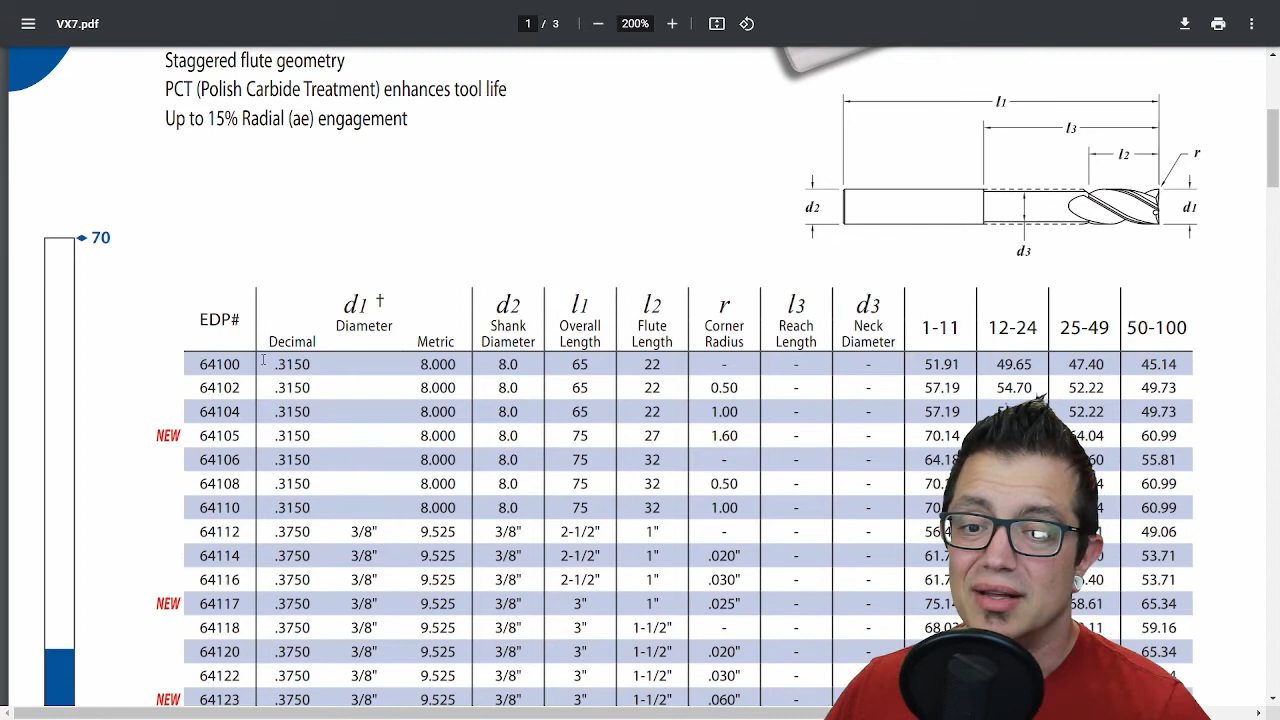 VX7.pdf
1 / 3
200%
Staggered flute geometry
PCT (Polish Carbide Treatment) enhances tool life
Up to 15% Radial (ae) engagement
l1
l3
l2
r
d2
d1
d3
70
EDP# d1 † Diameter Decimal Metric d2 Shank Diameter l1 Overall Length l2 Flute Length r Corner Radius l3 Reach Length d3 Neck Diameter 1-11 12-24 25-49 50-100
64100 .3150 8.000 8.0 65 22 - - - 51.91 49.65 47.40 45.14
64102 .3150 8.000 8.0 65 22 0.50 - - 57.19 54.70 52.22 49.73
64104 .3150 8.000 8.0 65 22 1.00 - - 57.19 52.22 49.73
NEW 64105 .3150 8.000 8.0 75 27 1.60 - - 70.14 64.04 60.99
64106 .3150 8.000 8.0 75 32 - - - 64.18 55.81
64108 .3150 8.000 8.0 75 32 0.50 - - 60.99
64110 .3150 8.000 8.0 75 32 1.00 - - 60.99
64112 .3750 3/8" 9.525 3/8" 2-1/2" 1" - - - 49.06
64114 .3750 3/8" 9.525 3/8" 2-1/2" 1" .020" - - 53.71
64116 .3750 3/8" 9.525 3/8" 2-1/2" 1" .030" - - 53.71
NEW 64117 .3750 3/8" 9.525 3/8" 3" 1" .025" - - 68.61 65.34
64118 .3750 3/8" 9.525 3/8" 3" 1-1/2" - - - 59.16
64120 .3750 3/8" 9.525 3/8" 3" 1-1/2" .020" - 65.34
64122 .3750 3/8" 9.525 3/8" 3" 1-1/2" .030" -
NEW 64123 .3750 3/8" 9.525 3/8" 3" 1-1/2" .060" -